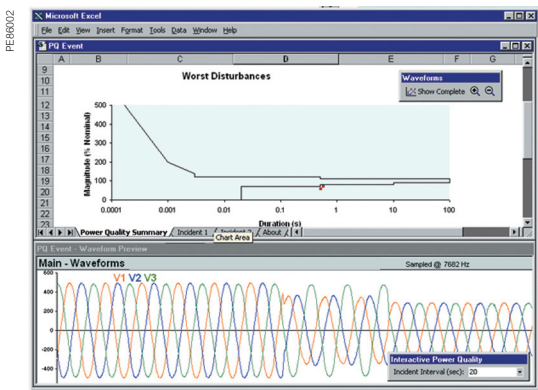 PE86002
Microsoft Excel
File Edit View Insert Format Tools Data Window Help
PQ Event
A B C D E F G
9
10
11
12
13
14
15
16
17
18
19
20
21
22
23
Worst Disturbances
Waveforms
Show Complete
Magnitude (% Nominal)
500
400
300
200
100
0
0.0001 0.001 0.01 0.1 1 10 100
Duration (s)
Power Quality Summary Incident 1 Incident 2 About
Chart Area
PQ Event - Waveform Preview
Main - Waveforms
Sampled @ 7682 Hz
V1 V2 V3
600
400
200
0
-200
-400
Interactive Power Quality
Incident Interval (sec): 20